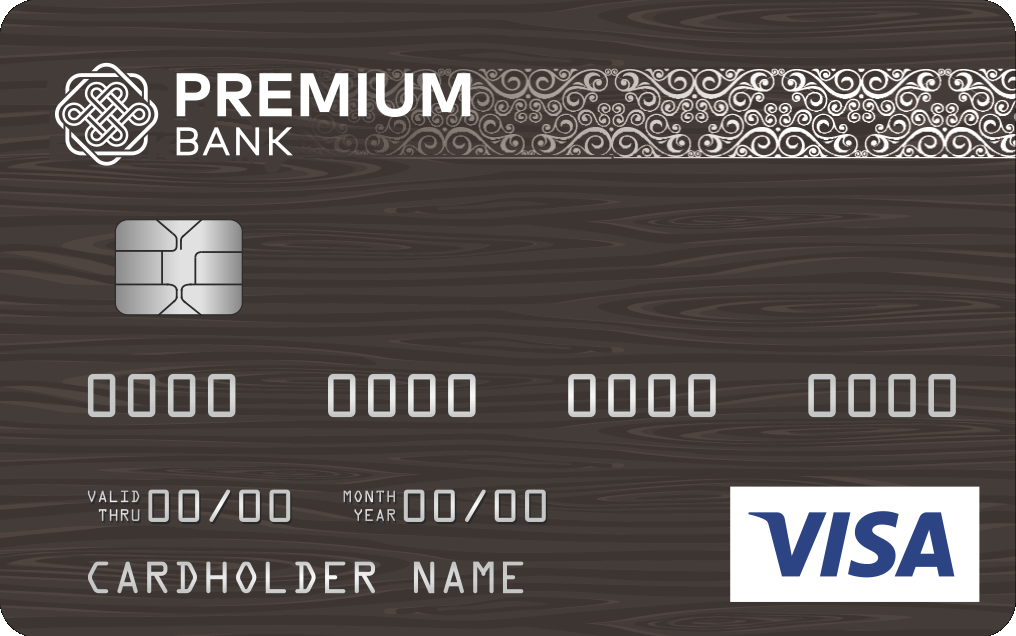 PREMIUM
BANK
0000 0000 0000 0000
VALID THRU 00/00 MONTH YEAR 00/00
CARDHOLDER NAME
VISA